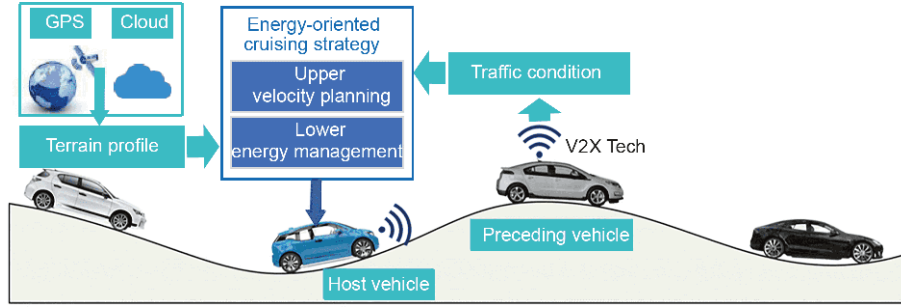 GPS
Cloud
Energy-oriented
cruising strategy
Upper
velocity planning
Traffic condition
Lower
energy management
Terrain profile
V2X Tech
Preceding vehicle
Host vehicle